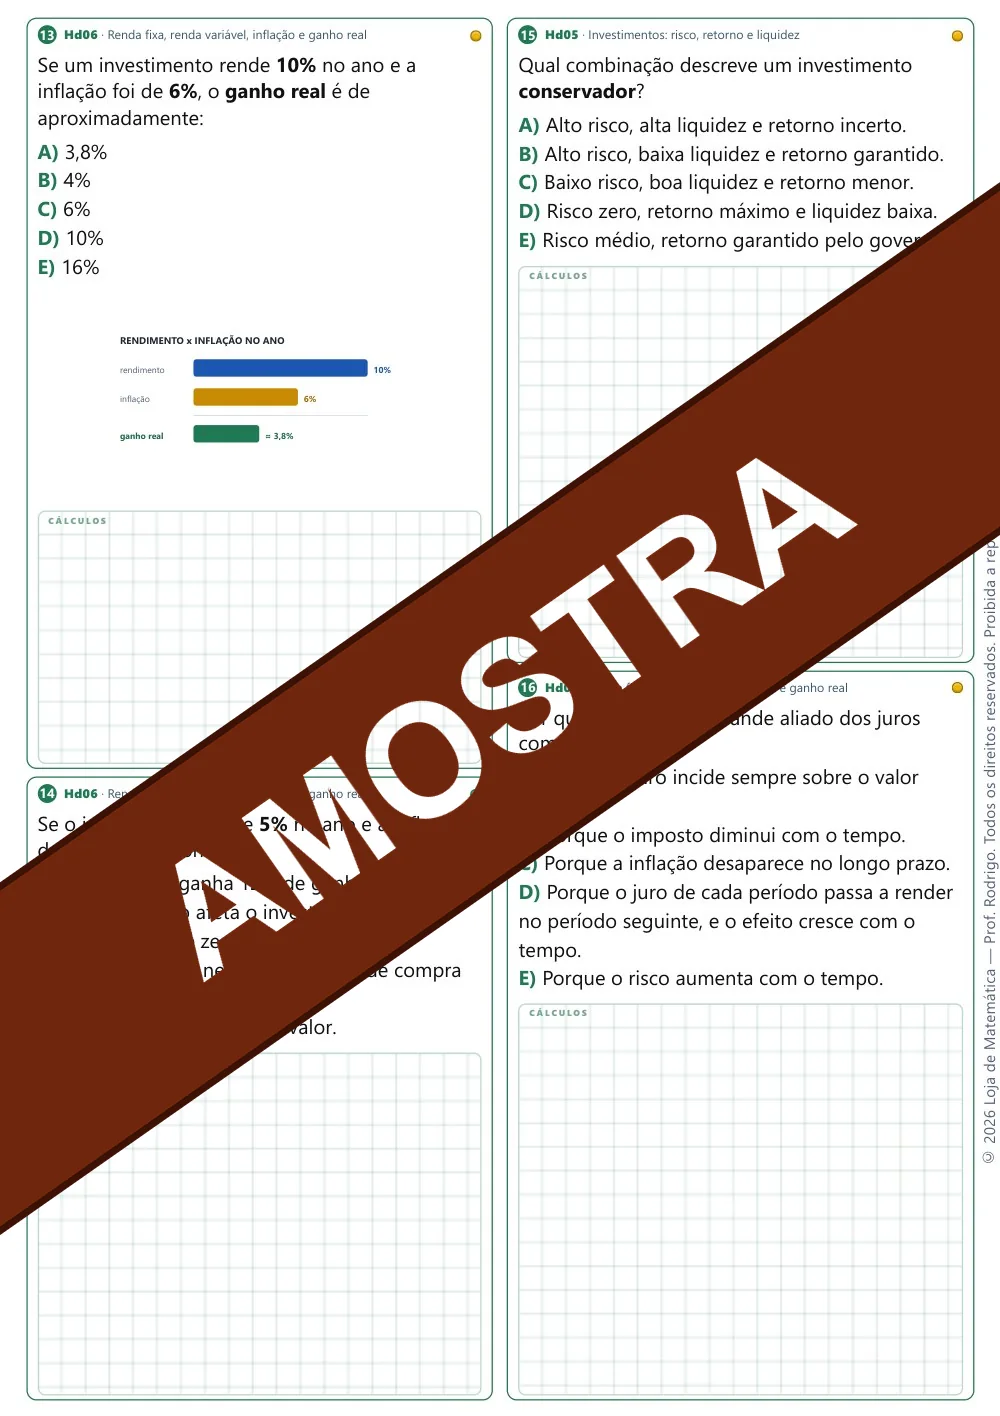 13 Hd06 · Renda fixa, renda variável, inflação e ganho real
Se um investimento rende 10% no ano e a
inflação foi de 6%, o ganho real é de
aproximadamente:
A) 3,8%
B) 4%
C) 6%
D) 10%
E) 16%
RENDIMENTO x INFLAÇÃO NO ANO
rendimento 10%
inflação 6%
ganho real ≈ 3,8%
CÁLCULOS
14 Hd06
Se o 5%
ganha de
o afeta o
de compra
valor.
15 Hd05 · Investimentos: risco, retorno e liquidez
Qual combinação descreve um investimento
conservador?
A) Alto risco, alta liquidez e retorno incerto.
B) Alto risco, baixa liquidez e retorno garantido.
C) Baixo risco, boa liquidez e retorno menor.
D) Risco zero, retorno máximo e liquidez baixa.
E) Risco médio, retorno garantido pelo
CÁLCULOS
16 e ganho real
aliado dos juros
incide sempre sobre o valor
que o imposto diminui com o tempo.
Porque a inflação desaparece no longo prazo.
D) Porque o juro de cada período passa a render
no período seguinte, e o efeito cresce com o
tempo.
E) Porque o risco aumenta com o tempo.
CÁLCULOS
AMOSTRA
© 2026 Loja de Matemática — Prof. Rodrigo. Todos os direitos reservados. Proibida a